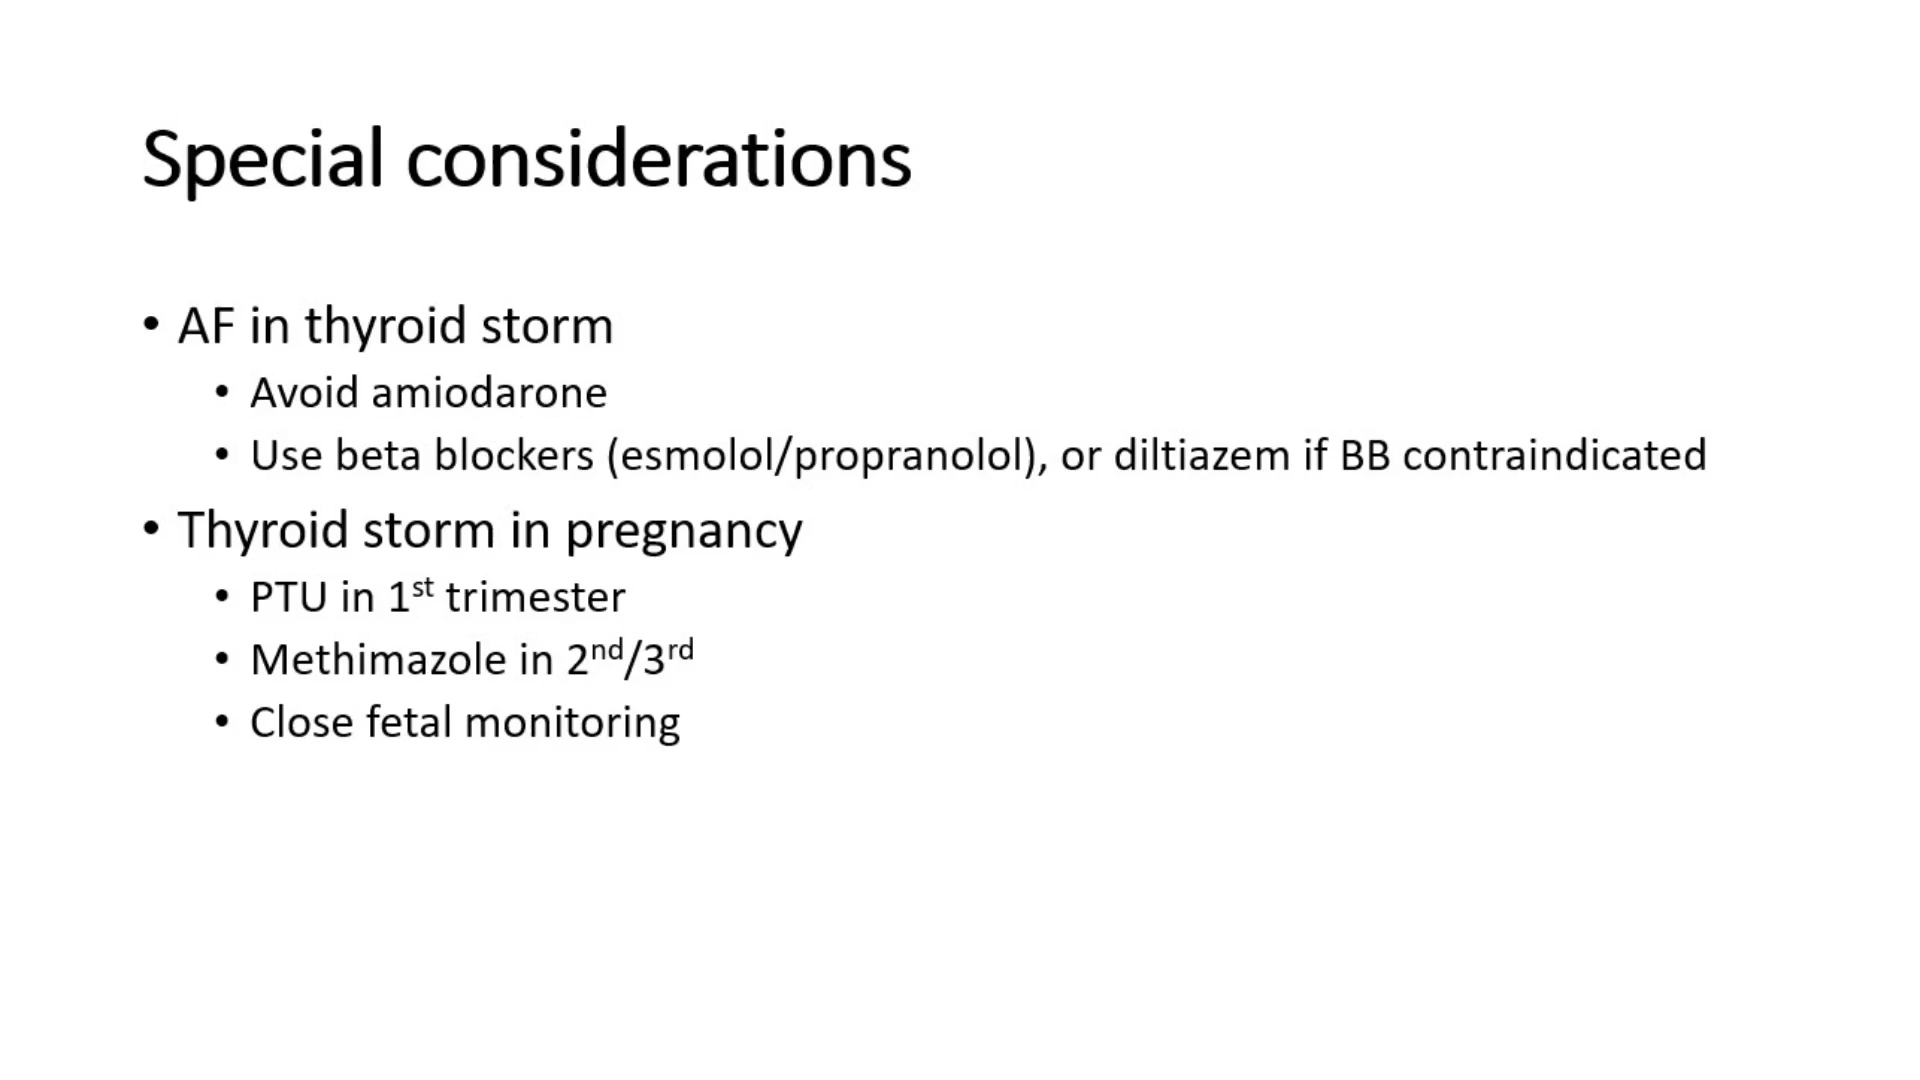 Special considerations
• AF in thyroid storm
• Avoid amiodarone
• Use beta blockers (esmolol/propranolol), or diltiazem if BB contraindicated
• Thyroid storm in pregnancy
• PTU in 1st trimester
• Methimazole in 2nd/3rd
• Close fetal monitoring